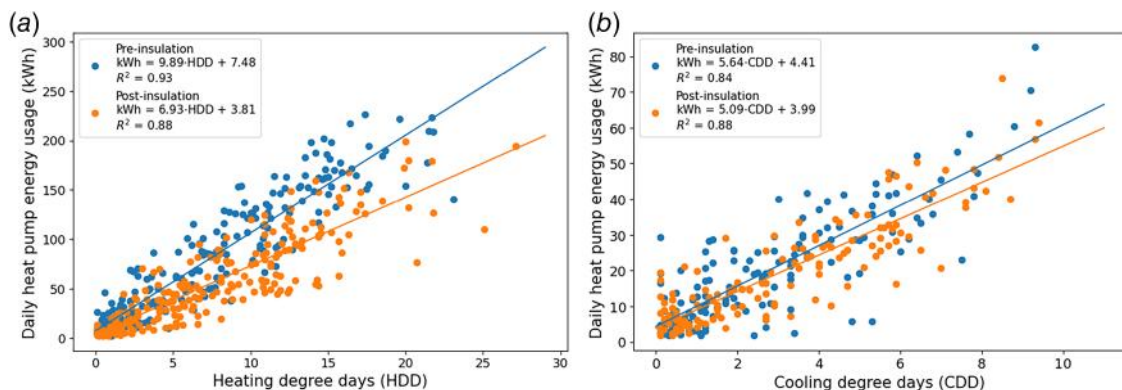 (a)
Pre-insulation
kWh = 9.89·HDD + 7.48
R² = 0.93
Post-insulation
kWh = 6.93·HDD + 3.81
R² = 0.88
Daily heat pump energy usage (kWh)
300
250
200
150
100
50
0
0 5 10 15 20 25 30
Heating degree days (HDD)
(b)
Pre-insulation
kWh = 5.64·CDD + 4.41
R² = 0.84
Post-insulation
kWh = 5.09·CDD + 3.99
R² = 0.88
Daily heat pump energy usage (kWh)
80
60
40
20
0
0 2 4 6 8 10
Cooling degree days (CDD)